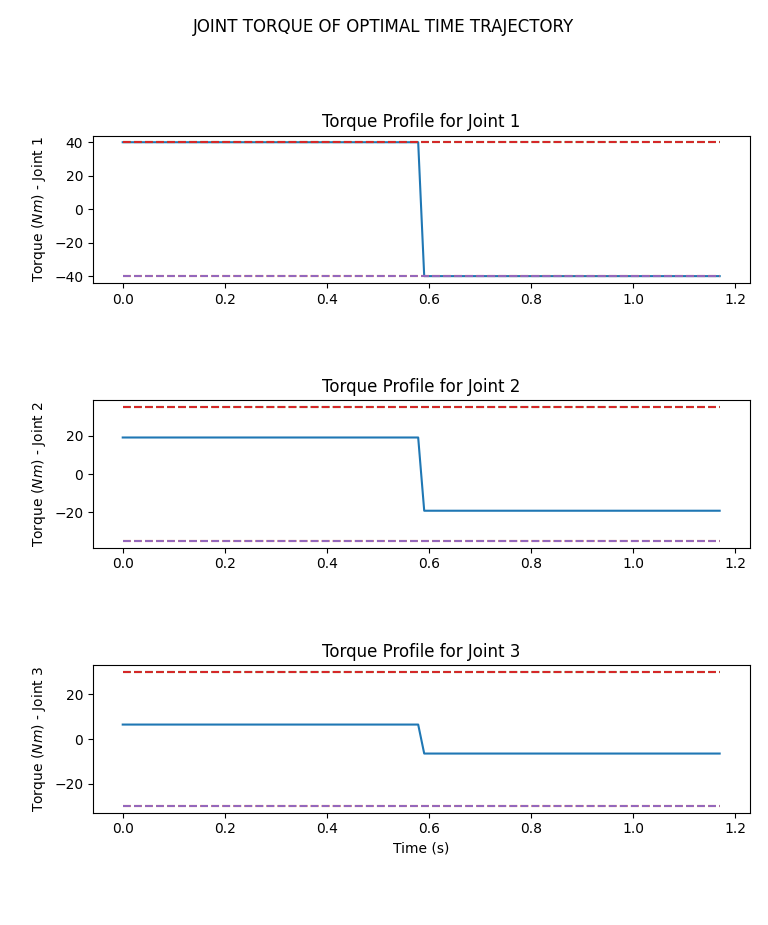 JOINT TORQUE OF OPTIMAL TIME TRAJECTORY
Torque Profile for Joint 1
Torque (Nm) - Joint 1
40
20
0
−20
−40
0.0 0.2 0.4 0.6 0.8 1.0 1.2
Torque Profile for Joint 2
Torque (Nm) - Joint 2
20
0
−20
0.0 0.2 0.4 0.6 0.8 1.0 1.2
Torque Profile for Joint 3
Torque (Nm) - Joint 3
20
0
−20
0.0 0.2 0.4 0.6 0.8 1.0 1.2
Time (s)